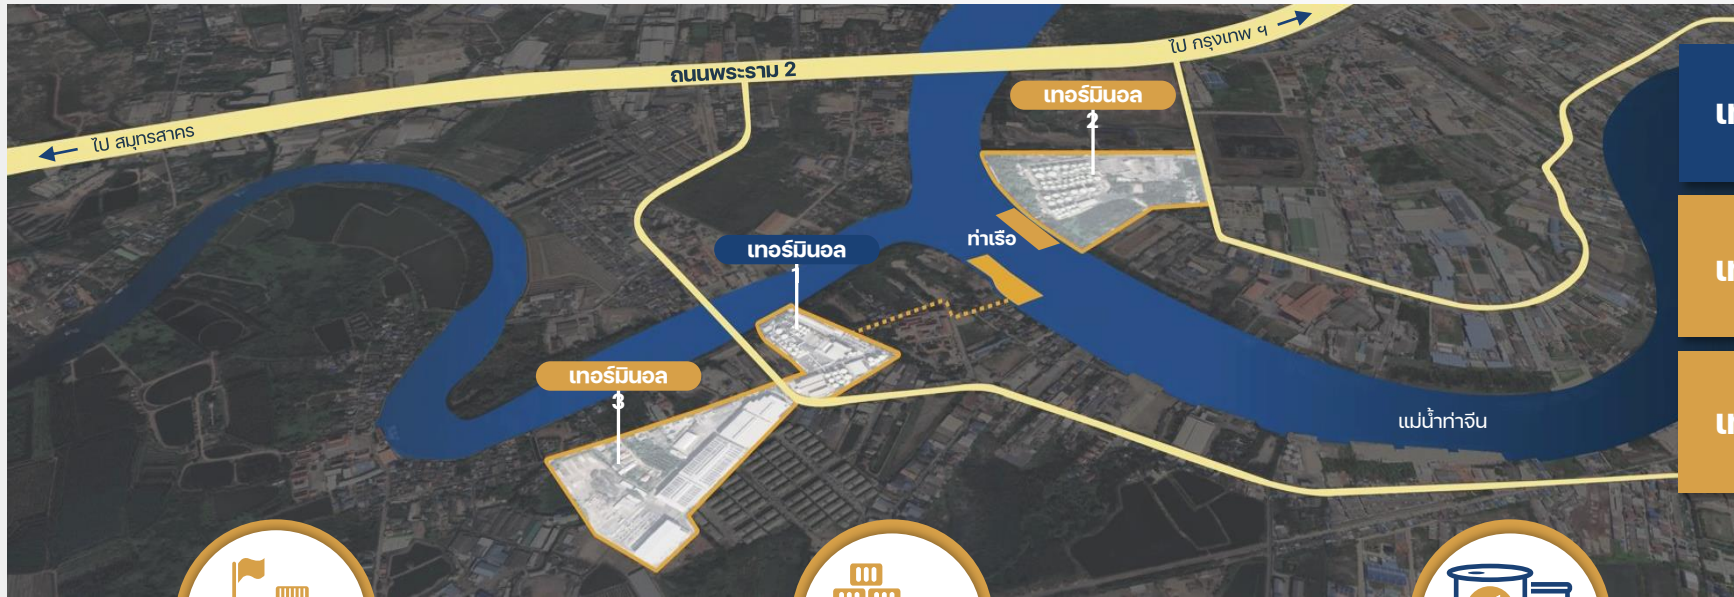 ไป กรุงเทพ ฯ
ถนนพระราม 2
เทอร์มินอล
2
ไป สมุทรสาคร
ท่าเรือ
เทอร์มินอล
1
เทอร์มินอล
3
แม่น้ำท่าจีน